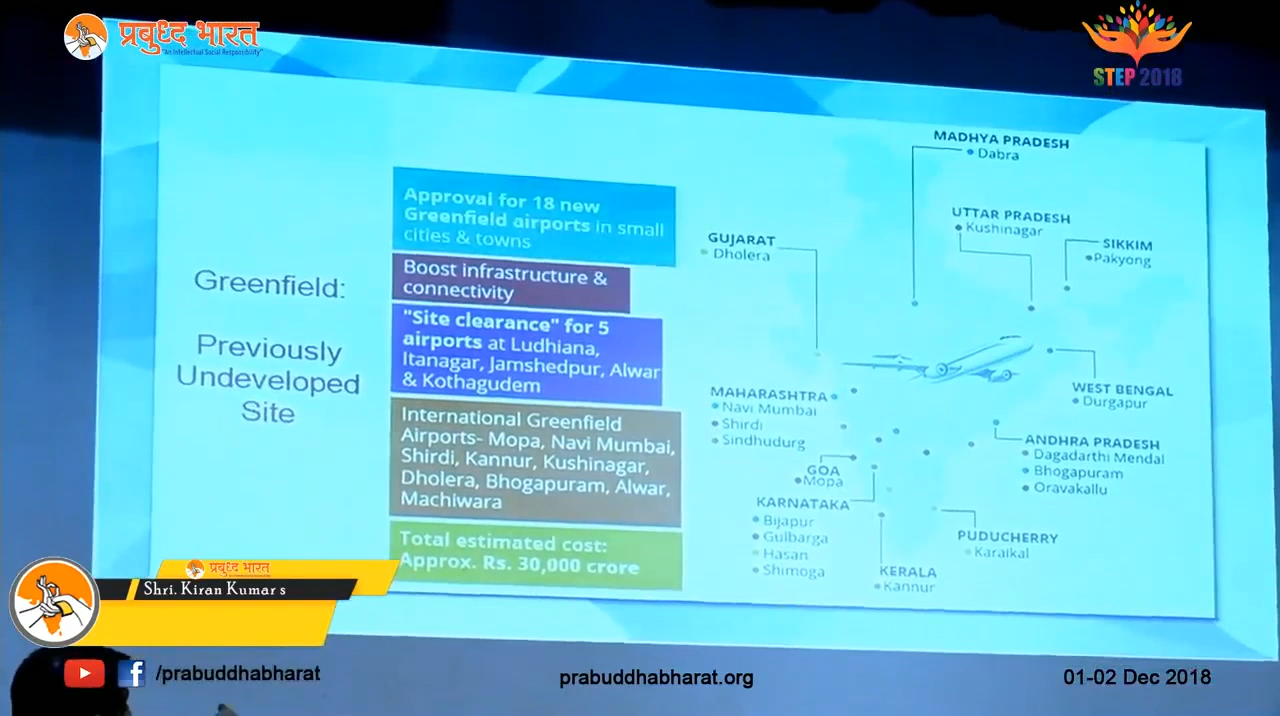 प्रबुध्द भारत
"An Intellectual Social Responsibility"
STEP 2018
Greenfield:
Previously
Undeveloped
Site
Approval for 18 new
Greenfield airports in small
cities & towns
Boost infrastructure &
connectivity
"Site clearance" for 5
airports at Ludhiana,
Itanagar, Jamshedpur, Alwar
& Kothagudem
International Greenfield
Airports- Mopa, Navi Mumbai,
Shirdi, Kannur, Kushinagar,
Dholera, Bhogapuram, Alwar,
Machiwara
Total estimated cost:
Approx. Rs. 30,000 crore
MADHYA PRADESH
Dabra
UTTAR PRADESH
Kushinagar
SIKKIM
Pakyong
GUJARAT
Dholera
WEST BENGAL
Durgapur
MAHARASHTRA
Navi Mumbai
Shirdi
Sindhudurg
GOA
Mopa
ANDHRA PRADESH
Dagadarthi Mendal
Bhogapuram
Oravakallu
KARNATAKA
Bijapur
Gulbarga
Hasan
Shimoga
KERALA
Kannur
PUDUCHERRY
Karaikal
प्रबुध्द भारत
Shri. Kiran Kumar s
/prabuddhabharat
prabuddhabharat.org
01-02 Dec 2018